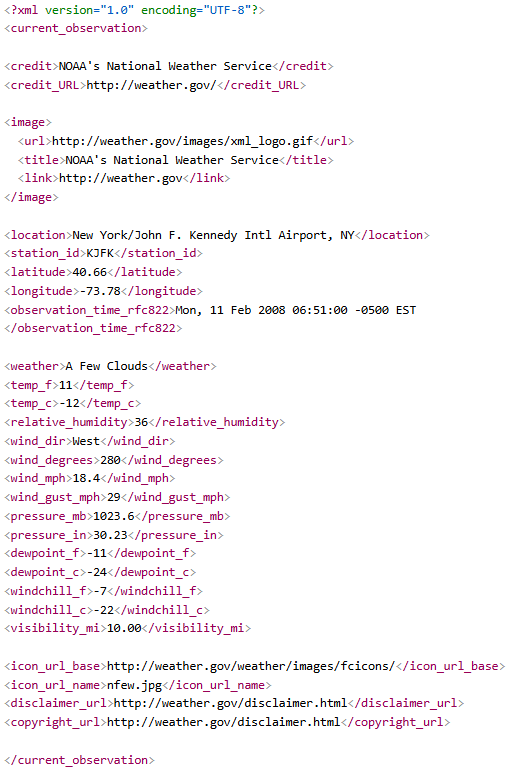 <?xml version="1.0" encoding="UTF-8"?>
<current_observation>

<credit>NOAA's National Weather Service</credit>
<credit_URL>http://weather.gov/</credit_URL>

<image>
  <url>http://weather.gov/images/xml_logo.gif</url>
  <title>NOAA's National Weather Service</title>
  <link>http://weather.gov</link>
</image>

<location>New York/John F. Kennedy Intl Airport, NY</location>
<station_id>KJFK</station_id>
<latitude>40.66</latitude>
<longitude>-73.78</longitude>
<observation_time_rfc822>Mon, 11 Feb 2008 06:51:00 -0500 EST
</observation_time_rfc822>

<weather>A Few Clouds</weather>
<temp_f>11</temp_f>
<temp_c>-12</temp_c>
<relative_humidity>36</relative_humidity>
<wind_dir>West</wind_dir>
<wind_degrees>280</wind_degrees>
<wind_mph>18.4</wind_mph>
<wind_gust_mph>29</wind_gust_mph>
<pressure_mb>1023.6</pressure_mb>
<pressure_in>30.23</pressure_in>
<dewpoint_f>-11</dewpoint_f>
<dewpoint_c>-24</dewpoint_c>
<windchill_f>-7</windchill_f>
<windchill_c>-22</windchill_c>
<visibility_mi>10.00</visibility_mi>

<icon_url_base>http://weather.gov/weather/images/fcicons/</icon_url_base>
<icon_url_name>nfew.jpg</icon_url_name>
<disclaimer_url>http://weather.gov/disclaimer.html</disclaimer_url>
<copyright_url>http://weather.gov/disclaimer.html</copyright_url>

</current_observation>